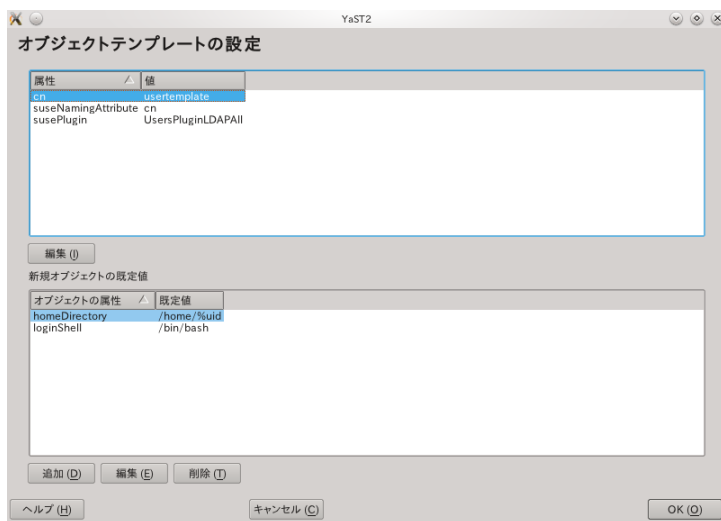 YaST2
オブジェクトテンプレートの設定
属性 値
cn usertemplate
suseNamingAttribute cn
susePlugin UsersPluginLDAPAll
編集 (I)
新規オブジェクトの既定値
オブジェクトの属性 既定値
homeDirectory /home/%uid
loginShell /bin/bash
追加 (D) 編集 (E) 削除 (T)
ヘルプ (H) キャンセル (C) OK (O)